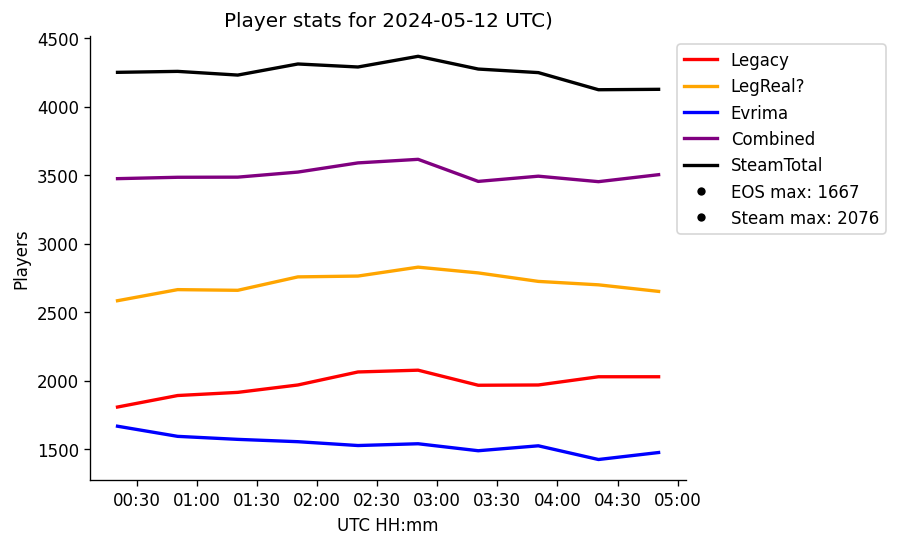 Player stats for 2024-05-12 UTC)
4500
4000
3500
3000
2500
2000
1500
Players
00:30 01:00 01:30 02:00 02:30 03:00 03:30 04:00 04:30 05:00
UTC HH:mm
Legacy
LegReal?
Evrima
Combined
SteamTotal
EOS max: 1667
Steam max: 2076